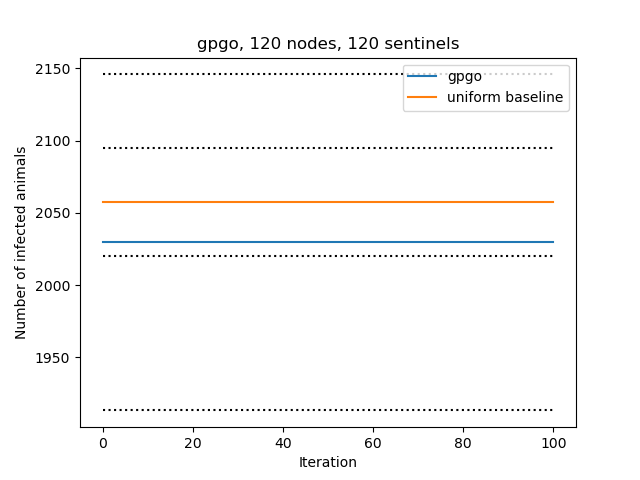 gpgo, 120 nodes, 120 sentinels
gpgo
uniform baseline
Number of infected animals
2150
2100
2050
2000
1950
0 20 40 60 80 100
Iteration